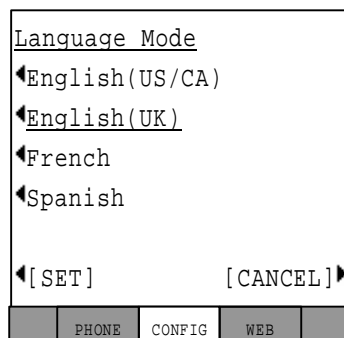 Language Mode
English(US/CA)
English(UK)
French
Spanish
[SET] [CANCEL]
PHONE CONFIG WEB